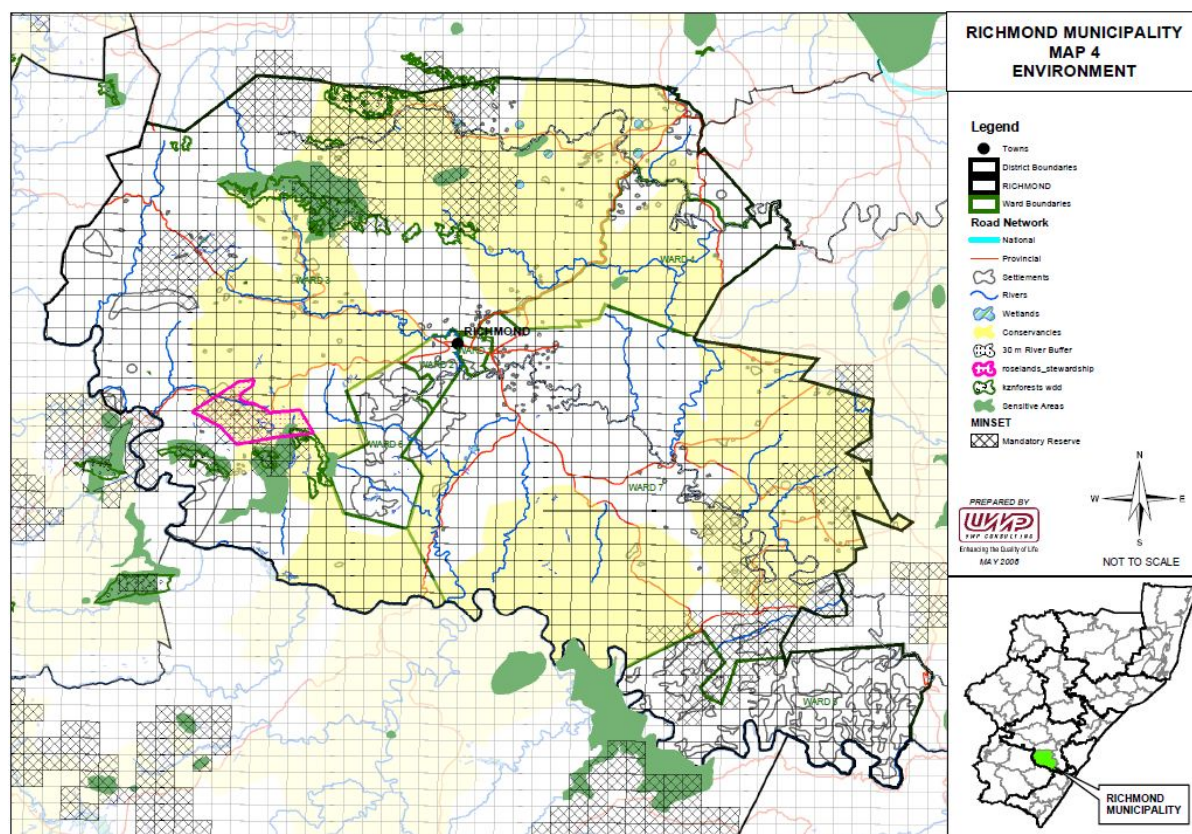 RICHMOND MUNICIPALITY
MAP 4
ENVIRONMENT
Legend
Towns
District Boundaries
RICHMOND
Ward Boundaries
Road Network
National
Provincial
Settlements
Rivers
Wetlands
Conservancies
30 m River Buffer
roselands_stewardship
kznforests wdd
Sensitive Areas
MINSET
Mandatory Reserve
N
W
E
S
PREPARED BY
VWP CONSULTING
Enhancing the Quality of Life
MAY 2006
NOT TO SCALE
RICHMOND
MUNICIPALITY
WARD 3
WARD 4
RICHMOND
WARD
WARD 2
WARD 6
WARD 7
WARD